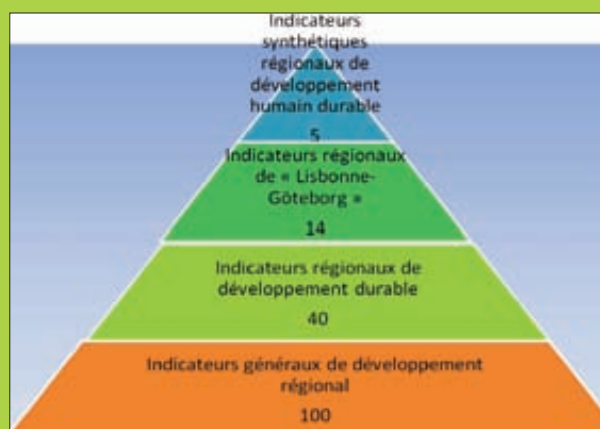 Indicateurs
synthétiques
régionaux de
développement
humain durable
5
Indicateurs régionaux
de « Lisbonne-
Göteborg »
14
Indicateurs régionaux de
développement durable
40
Indicateurs généraux de développement
régional
100